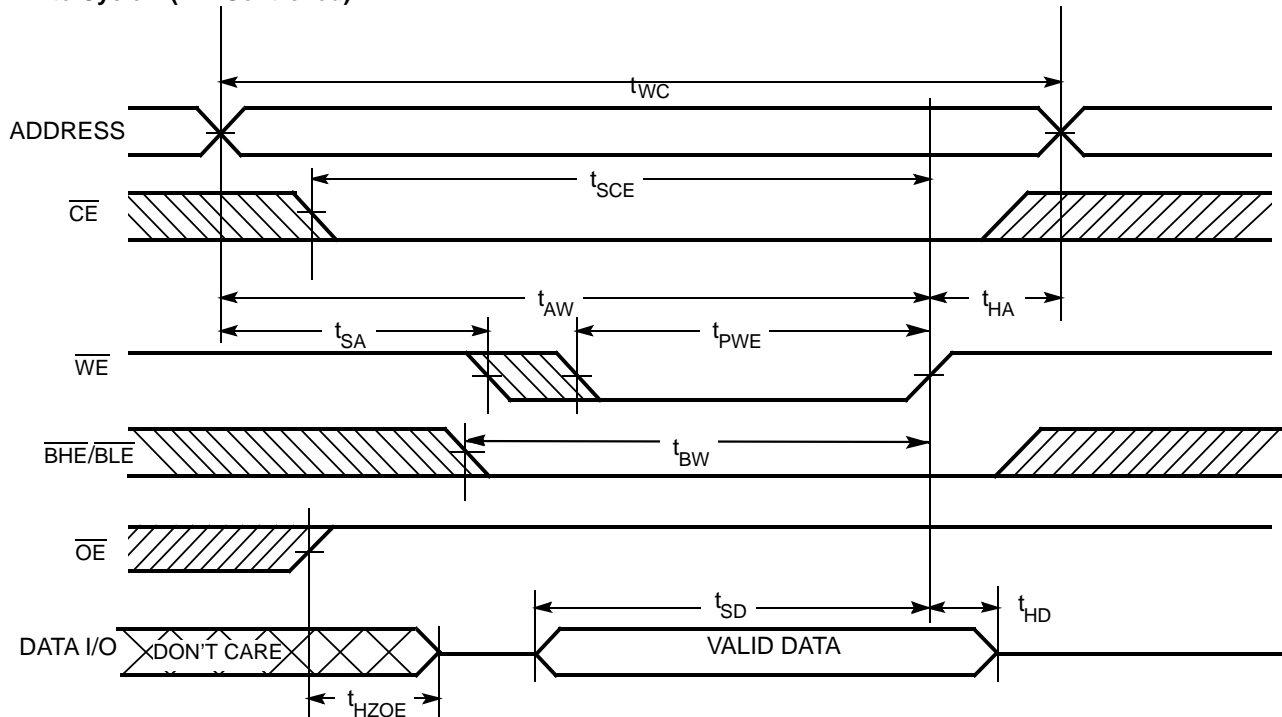 tWC
ADDRESS
tSCE
CE
tAW
tHA
tSA
tPWE
WE
BHE/BLE
tBW
OE
tSD
tHD
DATA I/O
DON'T CARE
VALID DATA
tHZOE